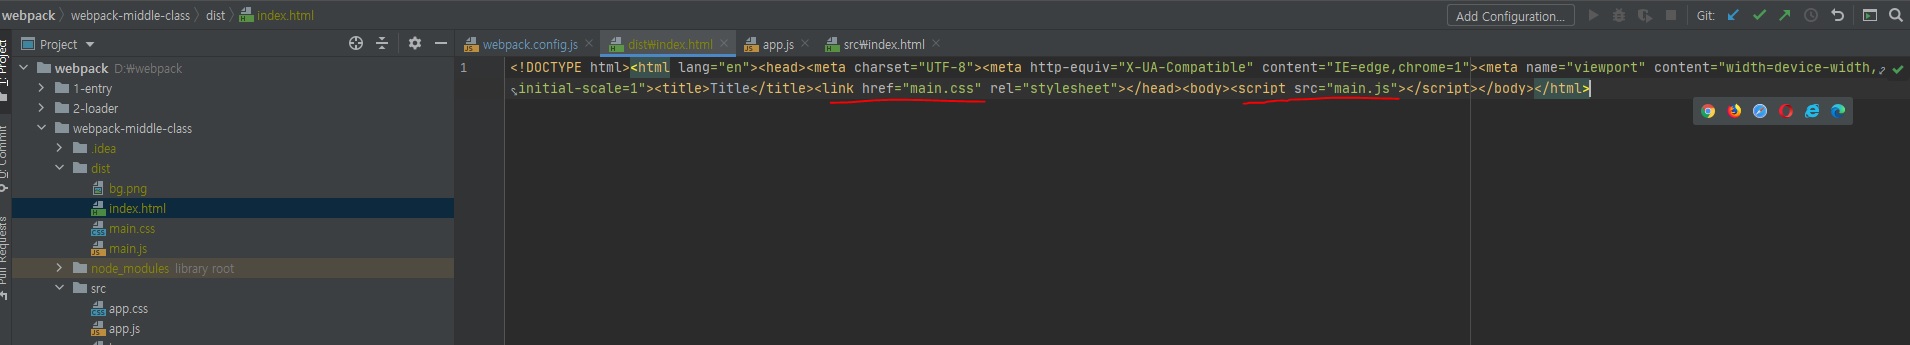 webpack > webpack-middle-class > dist > index.html
Add Configuration...
Git:
1: Project
0: Commit
Pull Requests
Project
webpack D:\webpack
1-entry
2-loader
webpack-middle-class
.idea
dist
bg.png
index.html
main.css
main.js
node_modules library root
src
app.css
app.js
webpack.config.js
dist₩index.html
app.js
src₩index.html
1
<!DOCTYPE html><html lang="en"><head><meta charset="UTF-8"><meta http-equiv="X-UA-Compatible" content="IE=edge,chrome=1"><meta name="viewport" content="width=device-width,
initial-scale=1"><title>Title</title><link href="main.css" rel="stylesheet"></head><body><script src="main.js"></script></body></html>